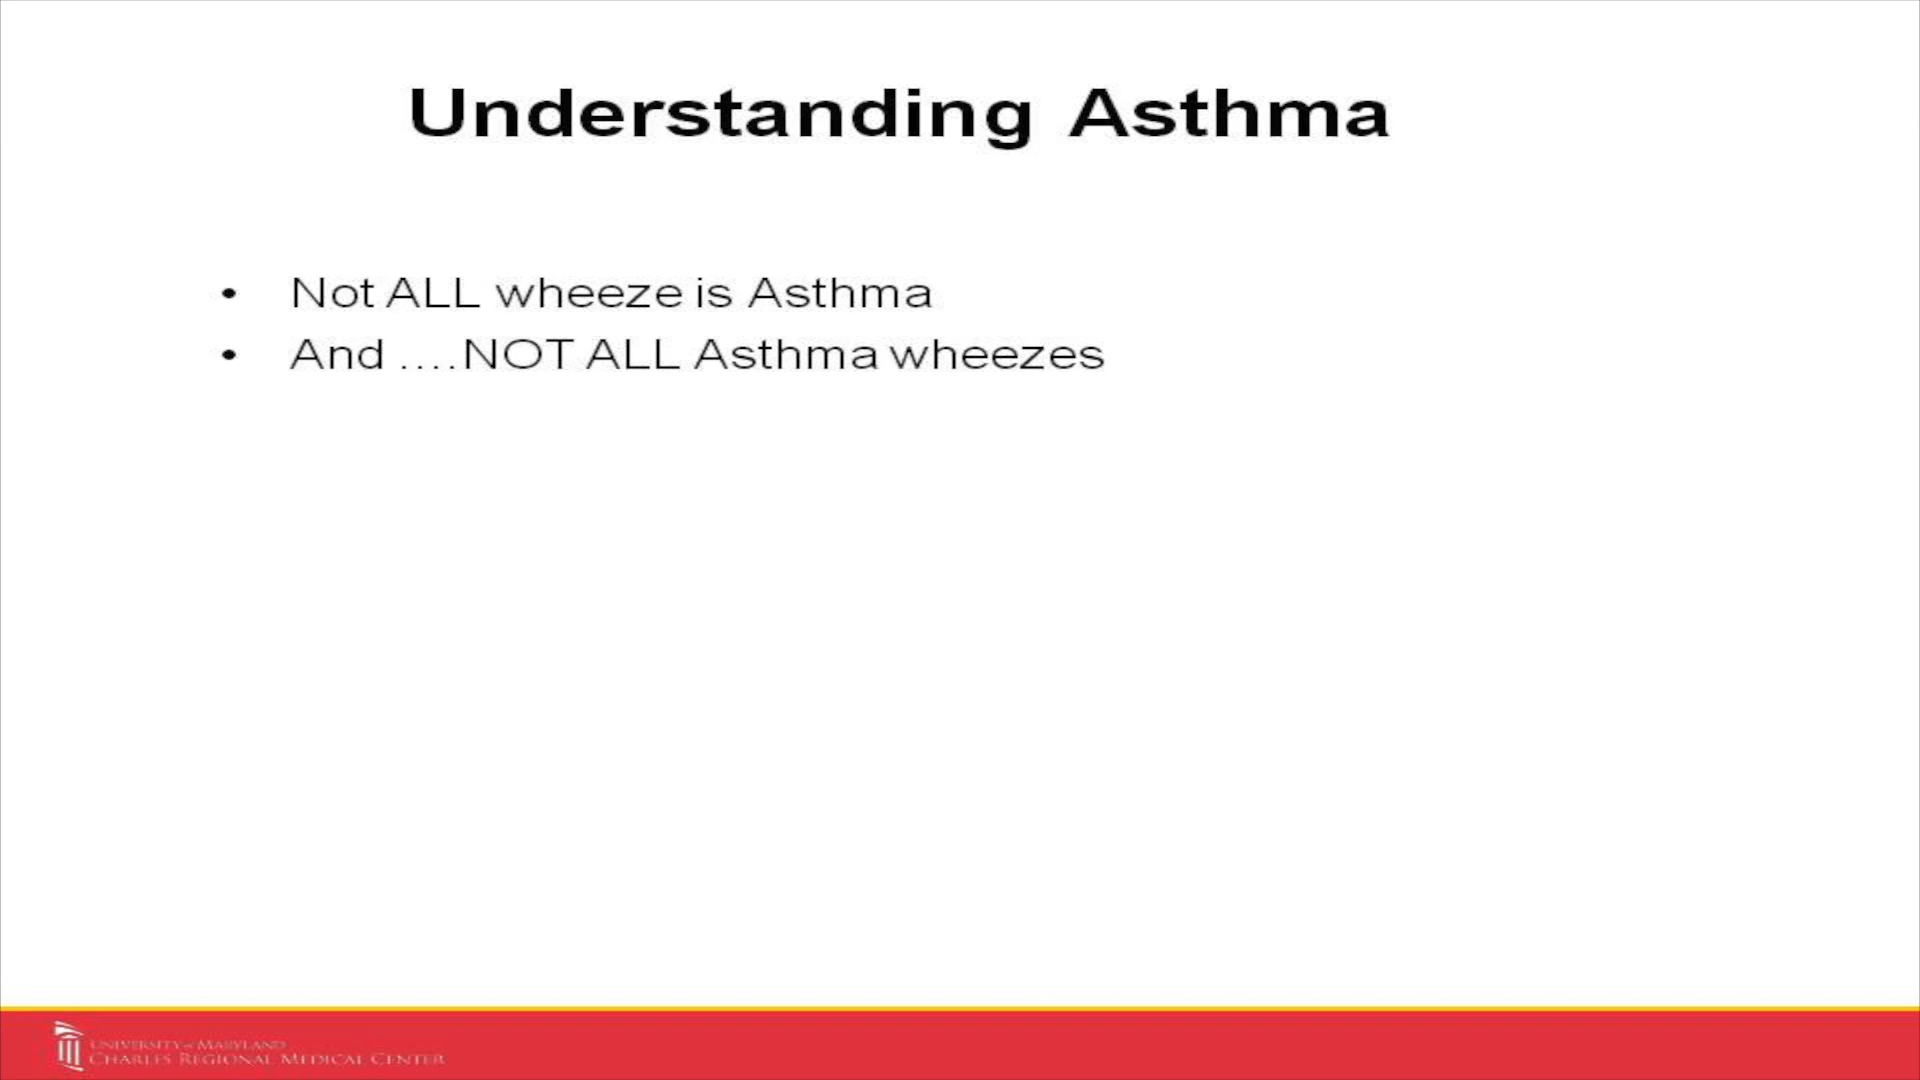 Understanding Asthma
• Not ALL wheeze is Asthma
• And ....NOT ALL Asthma wheezes
UNIVERSITY of MARYLAND
CHARLES REGIONAL MEDICAL CENTER